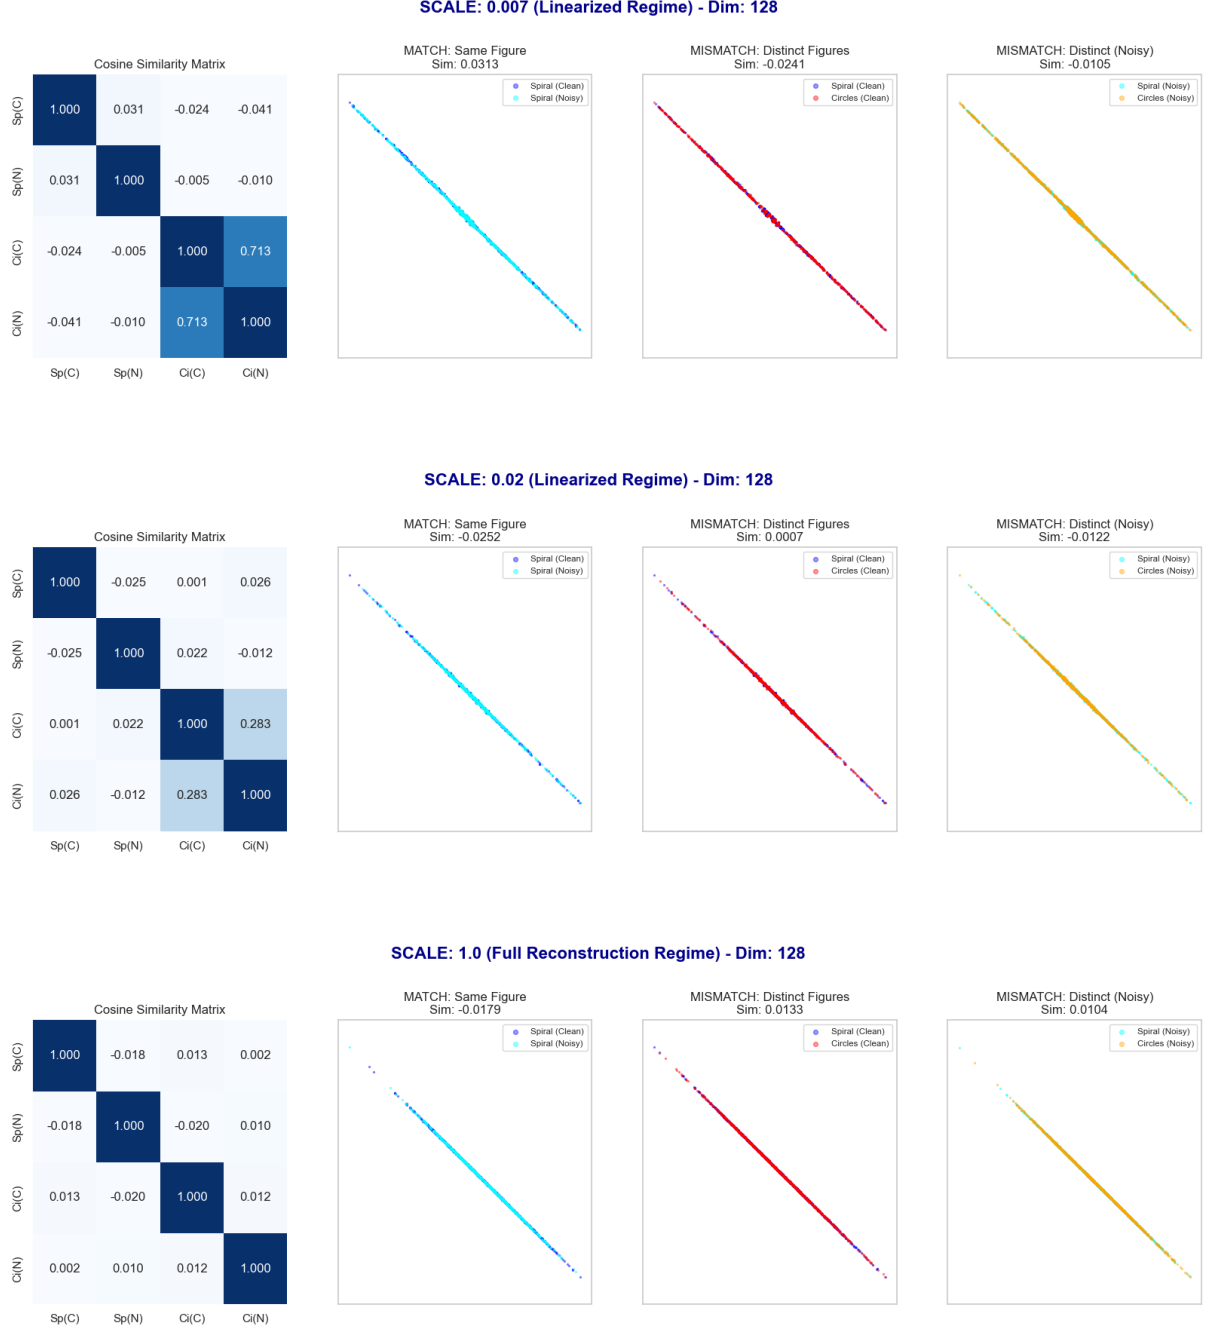 SCALE: 0.007 (Linearized Regime) - Dim: 128
Cosine Similarity Matrix
Sp(C) 1.000 0.031 -0.024 -0.041
Sp(N) 0.031 1.000 -0.005 -0.010
Ci(C) -0.024 -0.005 1.000 0.713
Ci(N) -0.041 -0.010 0.713 1.000
Sp(C) Sp(N) Ci(C) Ci(N)
MATCH: Same Figure
Sim: 0.0313
Spiral (Clean)
Spiral (Noisy)
MISMATCH: Distinct Figures
Sim: -0.0241
Spiral (Clean)
Circles (Clean)
MISMATCH: Distinct (Noisy)
Sim: -0.0105
Spiral (Noisy)
Circles (Noisy)
SCALE: 0.02 (Linearized Regime) - Dim: 128
Cosine Similarity Matrix
Sp(C) 1.000 -0.025 0.001 0.026
Sp(N) -0.025 1.000 0.022 -0.012
Ci(C) 0.001 0.022 1.000 0.283
Ci(N) 0.026 -0.012 0.283 1.000
Sp(C) Sp(N) Ci(C) Ci(N)
MATCH: Same Figure
Sim: -0.0252
Spiral (Clean)
Spiral (Noisy)
MISMATCH: Distinct Figures
Sim: 0.0007
Spiral (Clean)
Circles (Clean)
MISMATCH: Distinct (Noisy)
Sim: -0.0122
Spiral (Noisy)
Circles (Noisy)
SCALE: 1.0 (Full Reconstruction Regime) - Dim: 128
Cosine Similarity Matrix
Sp(C) 1.000 -0.018 0.013 0.002
Sp(N) -0.018 1.000 -0.020 0.010
Ci(C) 0.013 -0.020 1.000 0.012
Ci(N) 0.002 0.010 0.012 1.000
Sp(C) Sp(N) Ci(C) Ci(N)
MATCH: Same Figure
Sim: -0.0179
Spiral (Clean)
Spiral (Noisy)
MISMATCH: Distinct Figures
Sim: 0.0133
Spiral (Clean)
Circles (Clean)
MISMATCH: Distinct (Noisy)
Sim: 0.0104
Spiral (Noisy)
Circles (Noisy)